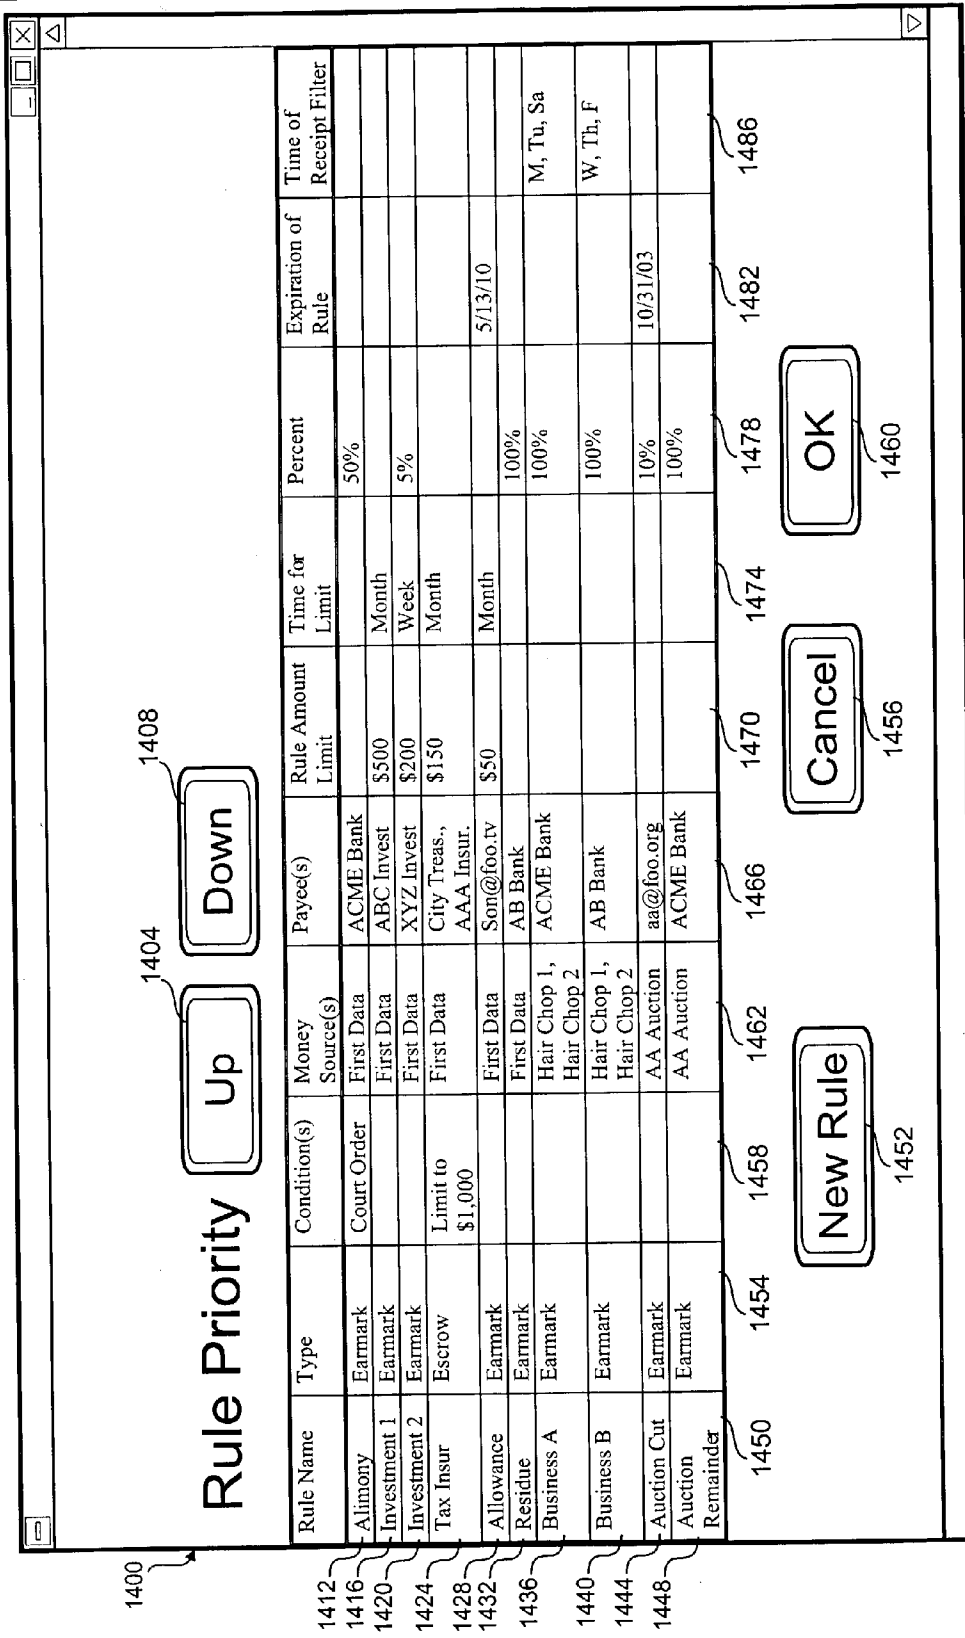 1400
Rule Priority
Up
1404
Down
1408
Rule Name Type Condition(s) Money Source(s) Payee(s) Rule Amount Limit Time for Limit Percent Expiration of Rule Time of Receipt Filter
1412 Alimony Earmark Court Order First Data ACME Bank 50%
1416 Investment 1 Earmark First Data ABC Invest $500 Month
1420 Investment 2 Earmark First Data XYZ Invest $200 Week 5%
1424 Tax Insur Escrow Limit to $1,000 First Data City Treas., AAA Insur. $150 Month
1428 Allowance Earmark First Data Son@foo.tv $50 Month 5/13/10
1432 Residue Earmark First Data AB Bank 100%
1436 Business A Earmark Hair Chop 1, Hair Chop 2 ACME Bank 100% M, Tu, Sa
1440 Business B Earmark Hair Chop 1, Hair Chop 2 AB Bank 100% W, Th, F
1444 Auction Cut Earmark AA Auction aa@foo.org 10% 10/31/03
1448 Auction Remainder Earmark AA Auction ACME Bank 100%
1450 1454 1458 1462 1466 1470 1474 1478 1482 1486
New Rule
1452
Cancel
1456
OK
1460